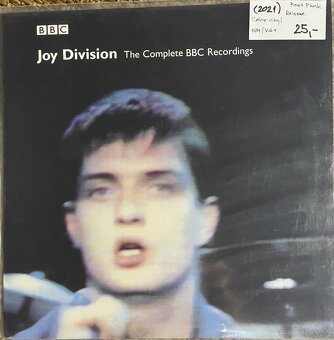 BBC
Joy Division The Complete BBC Recordings
(2021) Post Punk
Color vinyl Reissue
NM/VG+ 25,-